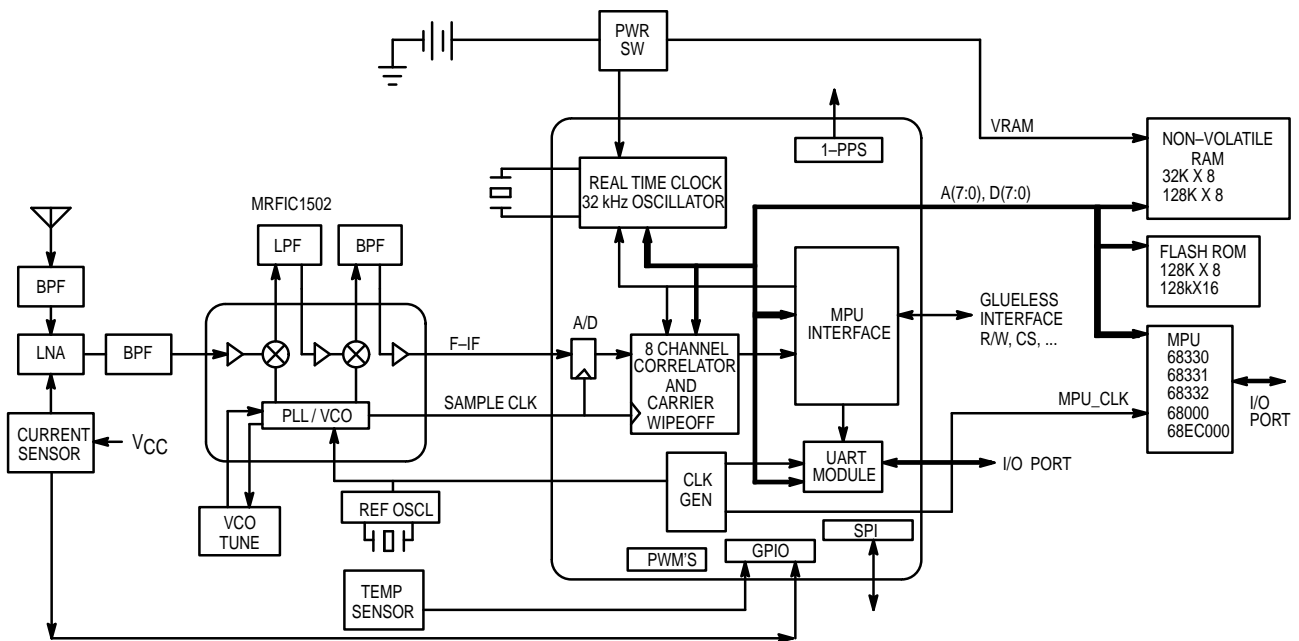 PWR
SW
VRAM
1–PPS
NON–VOLATILE
RAM
32K X 8
128K X 8
REAL TIME CLOCK
32 kHz OSCILLATOR
A(7:0), D(7:0)
MRFIC1502
LPF
BPF
FLASH ROM
128K X 8
128kX16
BPF
MPU
INTERFACE
GLUELESS
INTERFACE
R/W, CS, ...
A/D
LNA
BPF
F–IF
8 CHANNEL
CORRELATOR
AND
CARRIER
WIPEOFF
MPU
68330
68331
68332
68000
68EC000
I/O
PORT
PLL / VCO
SAMPLE CLK
MPU_CLK
CURRENT
SENSOR
VCC
UART
MODULE
I/O PORT
CLK
GEN
REF OSCL
VCO
TUNE
SPI
PWM'S
GPIO
TEMP
SENSOR